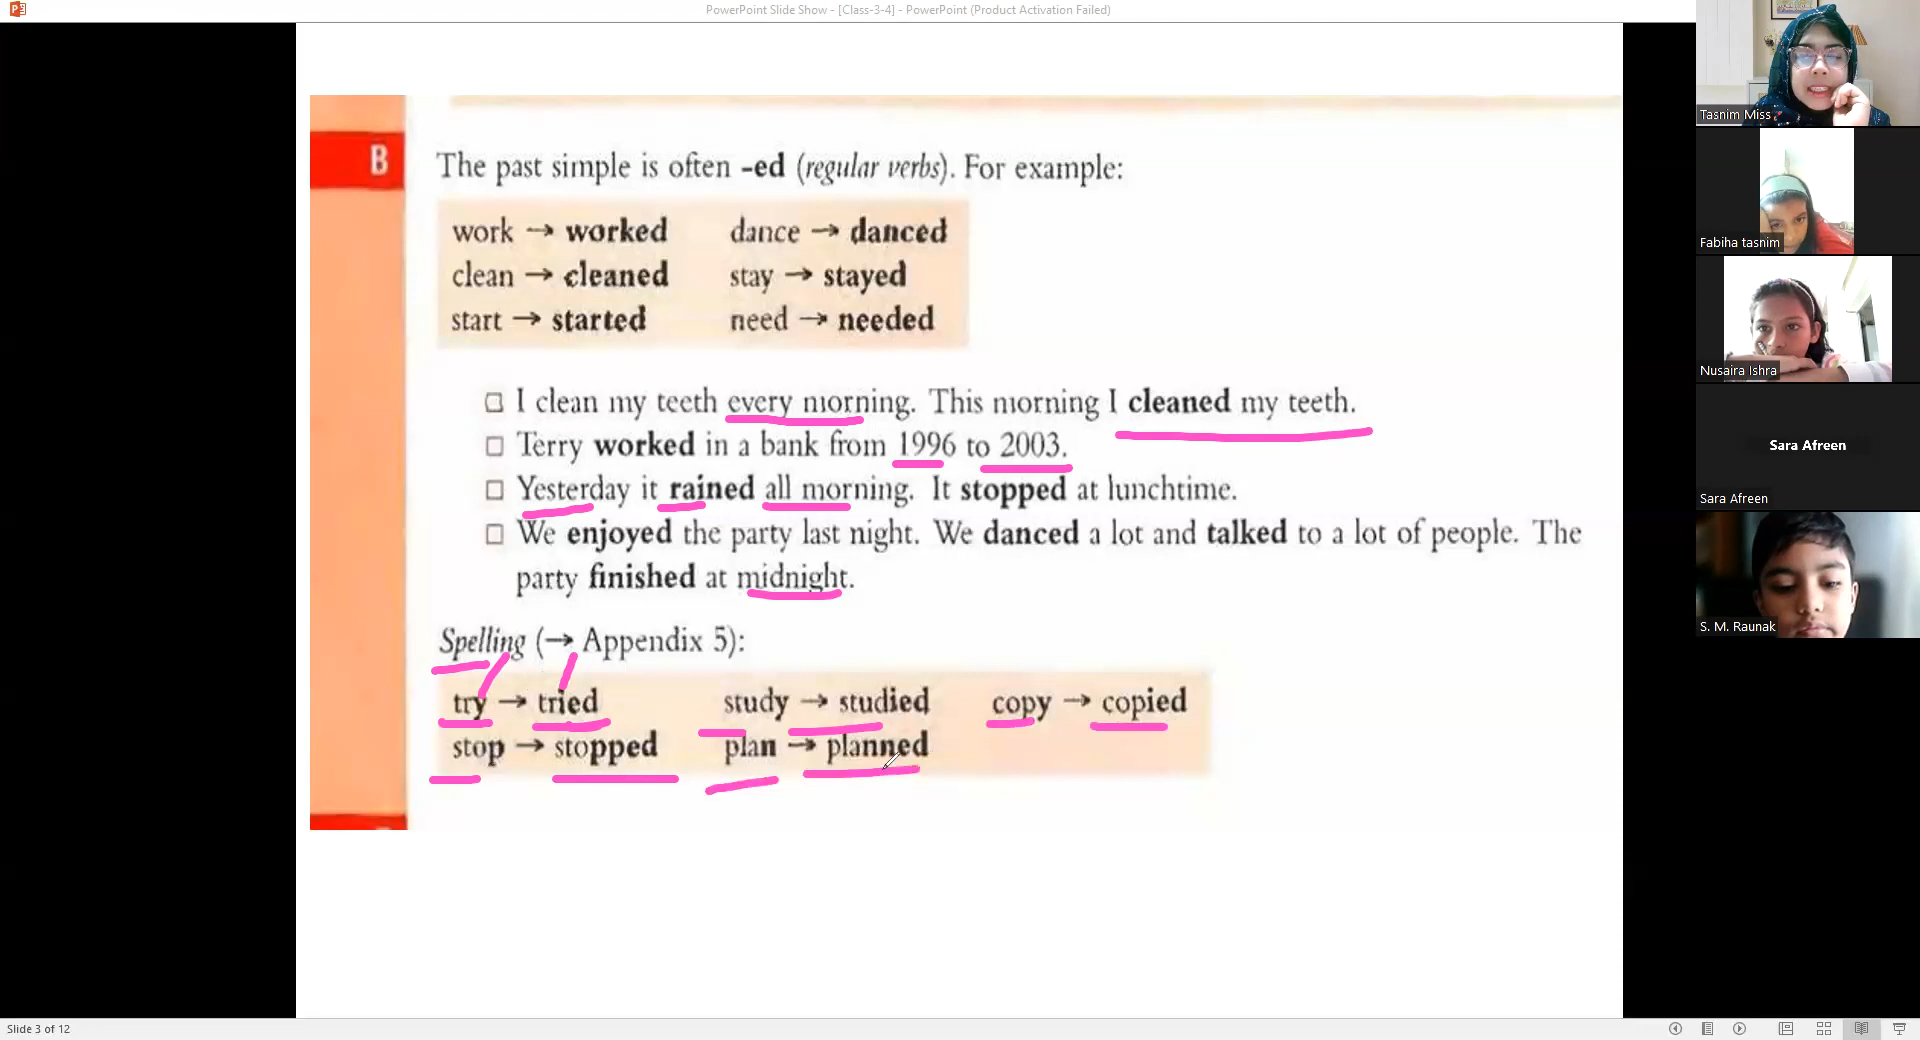 PowerPoint Slide Show - [Class-3-4] - PowerPoint (Product Activation Failed)
B
The past simple is often -ed (regular verbs). For example:
work → worked dance → danced
clean → cleaned stay → stayed
start → started need → needed
□ I clean my teeth every morning. This morning I cleaned my teeth.
□ Terry worked in a bank from 1996 to 2003.
□ Yesterday it rained all morning. It stopped at lunchtime.
□ We enjoyed the party last night. We danced a lot and talked to a lot of people. The
party finished at midnight.
Spelling (→ Appendix 5):
try → tried study → studied copy → copied
stop → stopped plan → planned
Tasnim Miss
Fabiha tasnim
Nusaira Ishra
Sara Afreen
Sara Afreen
S. M. Raunak
Slide 3 of 12